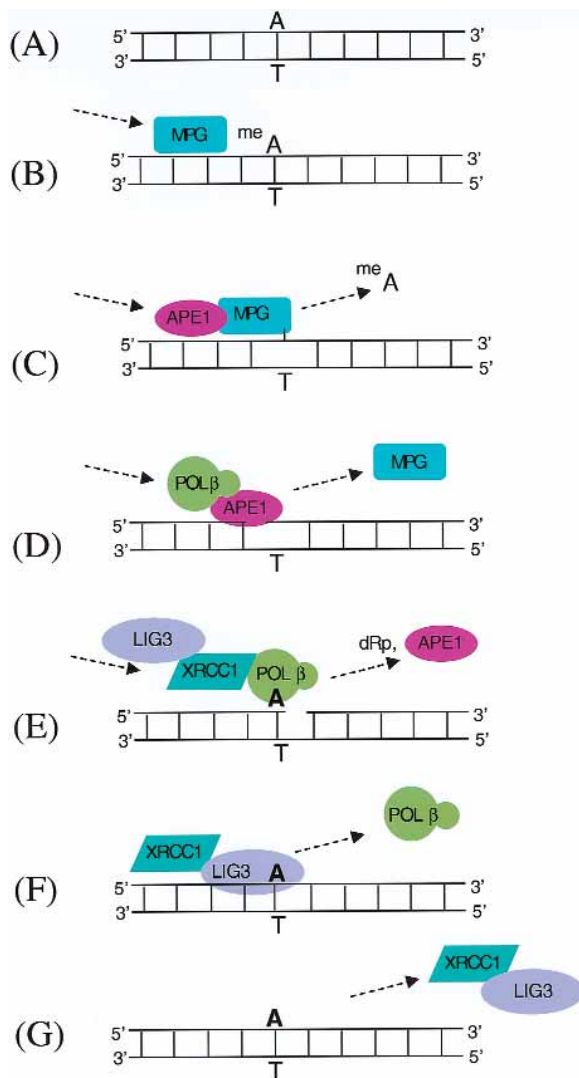 A
(A) 5' 3'
3' 5'
T
MPG me A
(B) 5' 3'
3' 5'
T
me A
APE1 MPG
(C) 5' 3'
3' 5'
T
POLβ MPG
APE1
(D) 5' 3'
3' 5'
T
LIG3 dRp, APE1
XRCC1 POL β
A
(E) 5' 3'
3' 5'
T
POL β
XRCC1
LIG3 A
(F) 5' 3'
3' 5'
T
XRCC1
LIG3
A
(G) 5' 3'
3' 5'
T